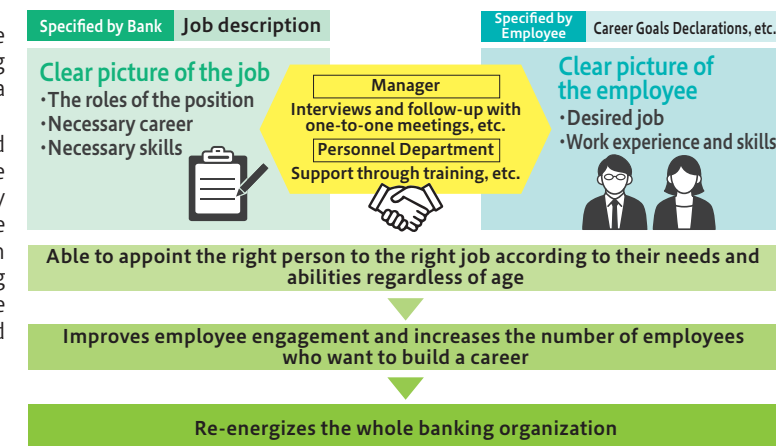 Specified by Bank
Job description
Clear picture of the job
・The roles of the position
・Necessary career
・Necessary skills
Manager
Interviews and follow-up with
one-to-one meetings, etc.
Personnel Department
Support through training, etc.
Specified by
Employee
Career Goals Declarations, etc.
Clear picture of
the employee
・Desired job
・Work experience and skills
Able to appoint the right person to the right job according to their needs and
abilities regardless of age
Improves employee engagement and increases the number of employees
who want to build a career
Re-energizes the whole banking organization